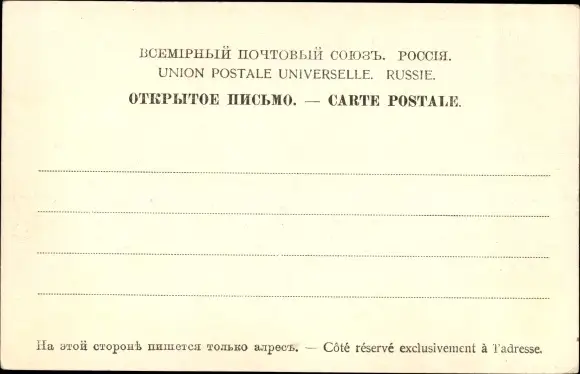 ВСЕМІРНЫЙ ПОЧТОВЫЙ СОЮЗЪ. РОССІЯ.
UNION POSTALE UNIVERSELLE. RUSSIE.
ОТКРЫТОЕ ПИСЬМО. — CARTE POSTALE.
На этой сторонѣ пишется только адресъ. — Côté réservé exclusivement à l'adresse.